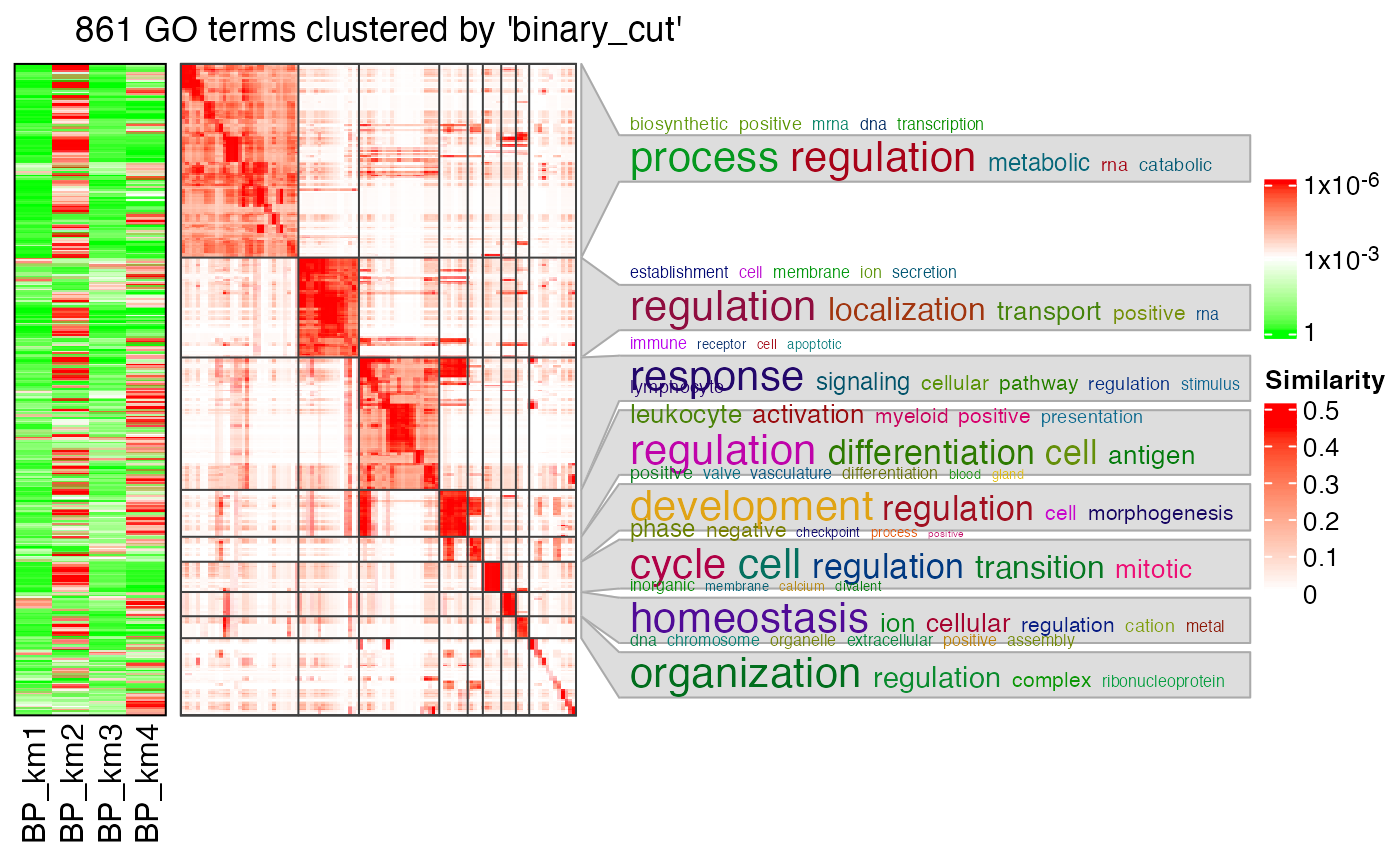 861 GO terms clustered by 'binary_cut'
biosynthetic positive mrna dna transcription
process regulation metabolic rna catabolic
establishment cell membrane ion secretion
regulation localization transport positive rna
immune receptor cell apoptotic
response signaling cellular pathway regulation stimulus
lymphocyte
leukocyte activation myeloid positive presentation
regulation differentiation cell antigen
positive valve vasculature differentiation blood gland
development regulation cell morphogenesis
phase negative checkpoint process positive
cycle cell regulation transition mitotic
inorganic membrane calcium divalent
homeostasis ion cellular regulation cation metal
dna chromosome organelle extracellular positive assembly
organization regulation complex ribonucleoprotein
1x10-6
1x10-3
1
Similarity
0.5
0.4
0.3
0.2
0.1
0
BP_km1
BP_km2
BP_km3
BP_km4